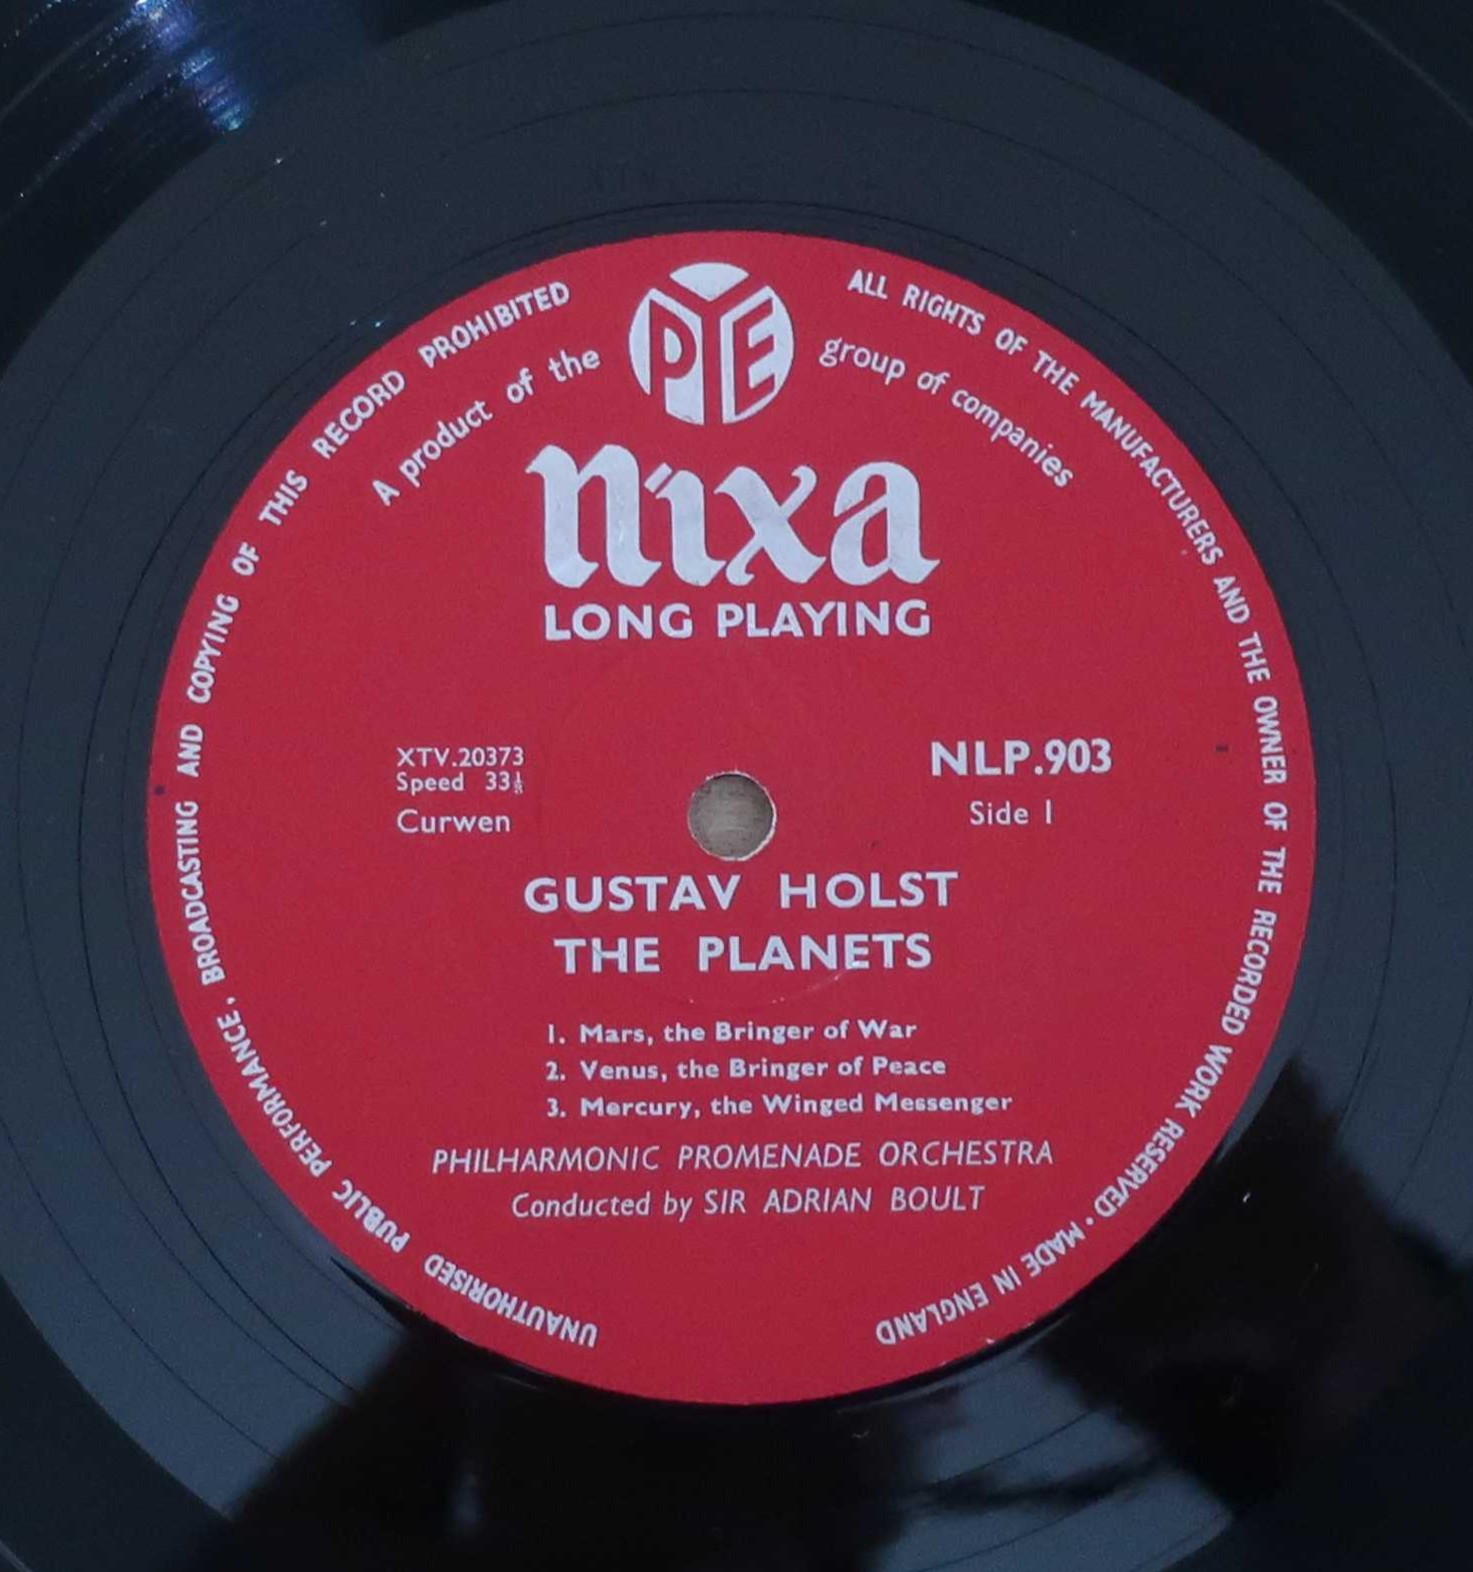 UNAUTHORISED PUBLIC PERFORMANCE, BROADCASTING AND COPYING OF THIS RECORD PROHIBITED
ALL RIGHTS OF THE MANUFACTURERS AND THE OWNER OF THE RECORDED WORK RESERVED • MADE IN ENGLAND
A product of the PYE group of companies
nixa
LONG PLAYING
XTV.20373
Speed 33⅓
Curwen
NLP.903
Side 1
GUSTAV HOLST
THE PLANETS
1. Mars, the Bringer of War
2. Venus, the Bringer of Peace
3. Mercury, the Winged Messenger
PHILHARMONIC PROMENADE ORCHESTRA
Conducted by SIR ADRIAN BOULT